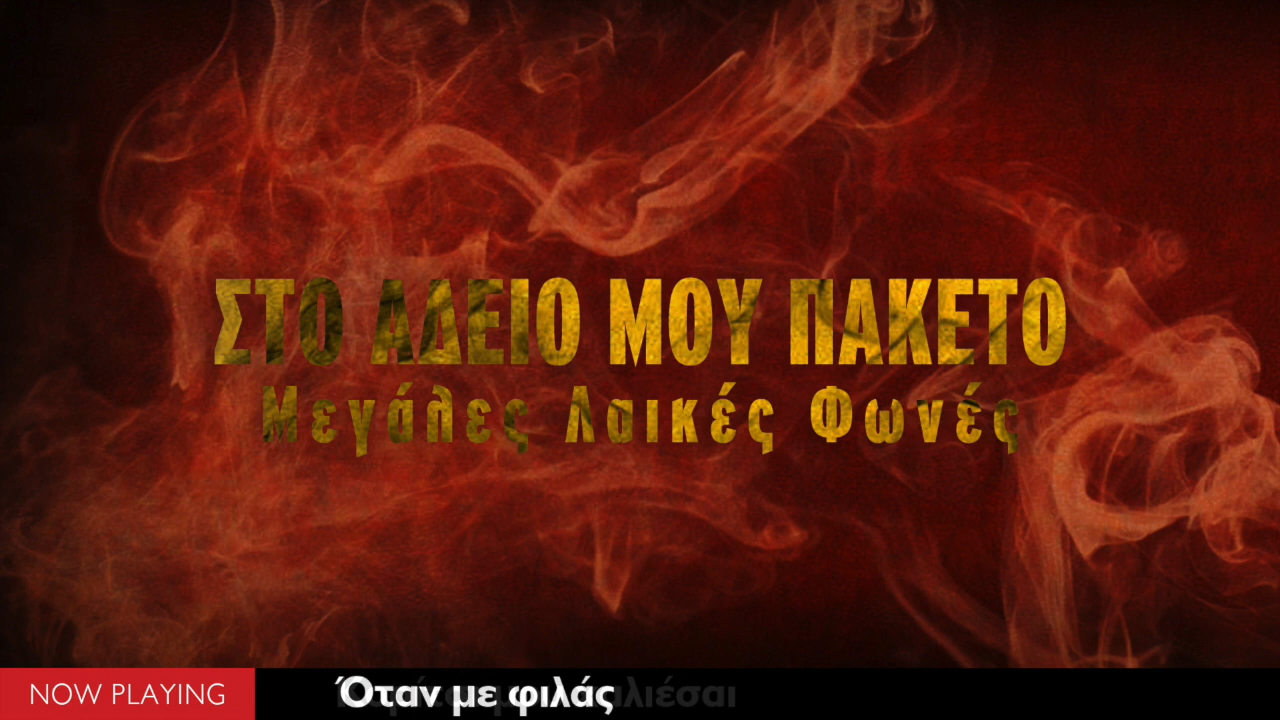 ΣΤΟ ΑΔΕΙΟ ΜΟΥ ΠΑΚΕΤΟ
Μεγάλες Λαικές Φωνές
NOW PLAYING Όταν με φιλάς